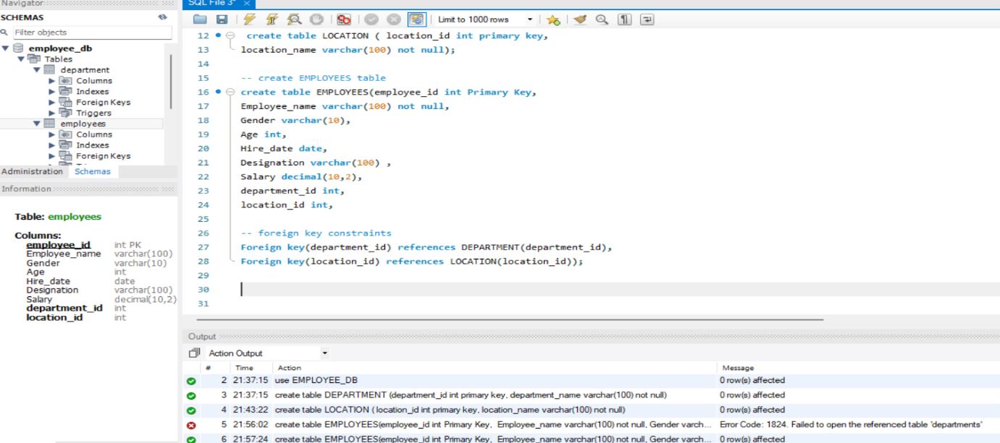 Navigator
SCHEMAS
Filter objects
employee_db
Tables
department
Columns
Indexes
Foreign Keys
Triggers
employees
Columns
Indexes
Foreign Keys
Administration Schemas
Information
Table: employees
Columns:
employee_id int PK
Employee_name varchar(100)
Gender varchar(10)
Age int
Hire_date date
Designation varchar(100)
Salary decimal(10,2)
department_id int
location_id int
SQL File 3* ×
Limit to 1000 rows
12 create table LOCATION ( location_id int primary key,
13 location_name varchar(100) not null);
14
15 -- create EMPLOYEES table
16 create table EMPLOYEES(employee_id int Primary Key,
17 Employee_name varchar(100) not null,
18 Gender varchar(10),
19 Age int,
20 Hire_date date,
21 Designation varchar(100) ,
22 Salary decimal(10,2),
23 department_id int,
24 location_id int,
25
26 -- foreign key constraints
27 Foreign key(department_id) references DEPARTMENT(department_id),
28 Foreign key(location_id) references LOCATION(location_id));
29
30
31
Output
Action Output
# Time Action Message
2 21:37:15 use EMPLOYEE_DB 0 row(s) affected
3 21:37:15 create table DEPARTMENT (department_id int primary key, department_name varchar(100) not null) 0 row(s) affected
4 21:43:22 create table LOCATION ( location_id int primary key, location_name varchar(100) not null) 0 row(s) affected
5 21:56:02 create table EMPLOYEES(employee_id int Primary Key, Employee_name varchar(100) not null, Gender varch... Error Code: 1824. Failed to open the referenced table 'departments'
6 21:57:24 create table EMPLOYEES(employee_id int Primary Key, Employee_name varchar(100) not null, Gender varch... 0 row(s) affected